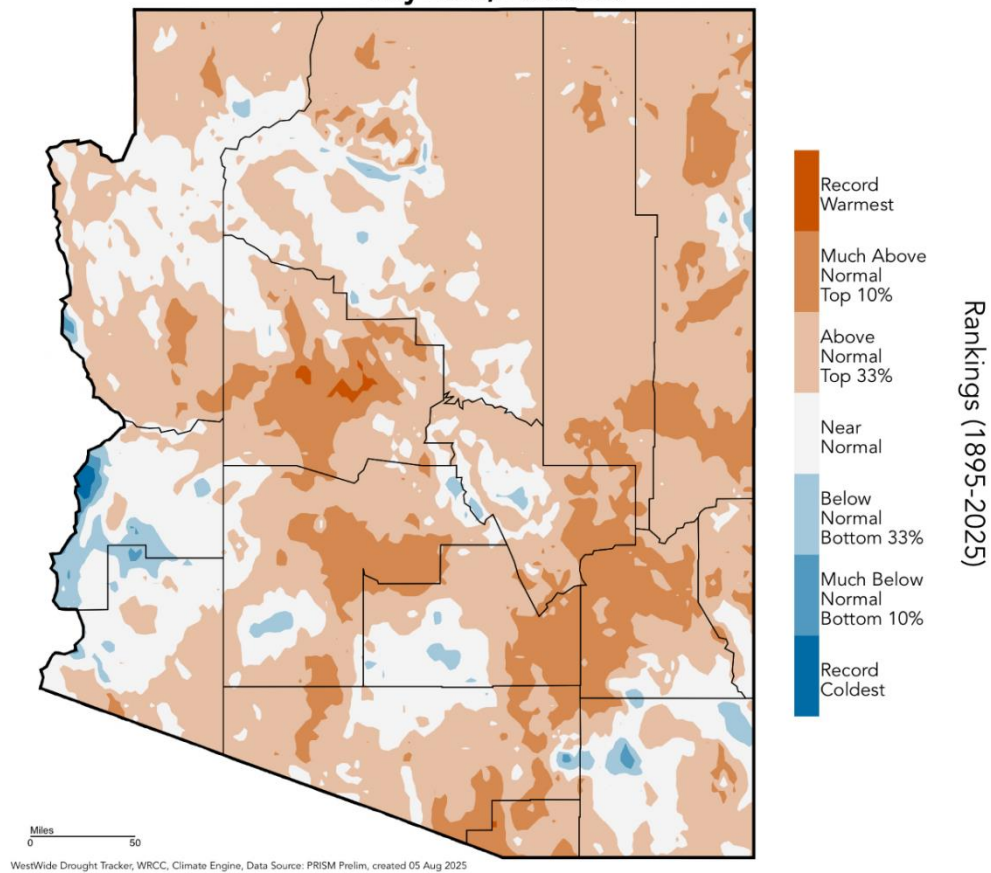 Record
Warmest
Much Above
Normal
Top 10%
Above
Normal
Top 33%
Near
Normal
Below
Normal
Bottom 33%
Much Below
Normal
Bottom 10%
Record
Coldest
Rankings (1895-2025)
Miles
0 50
WestWide Drought Tracker, WRCC, Climate Engine, Data Source: PRISM Prelim, created 05 Aug 2025